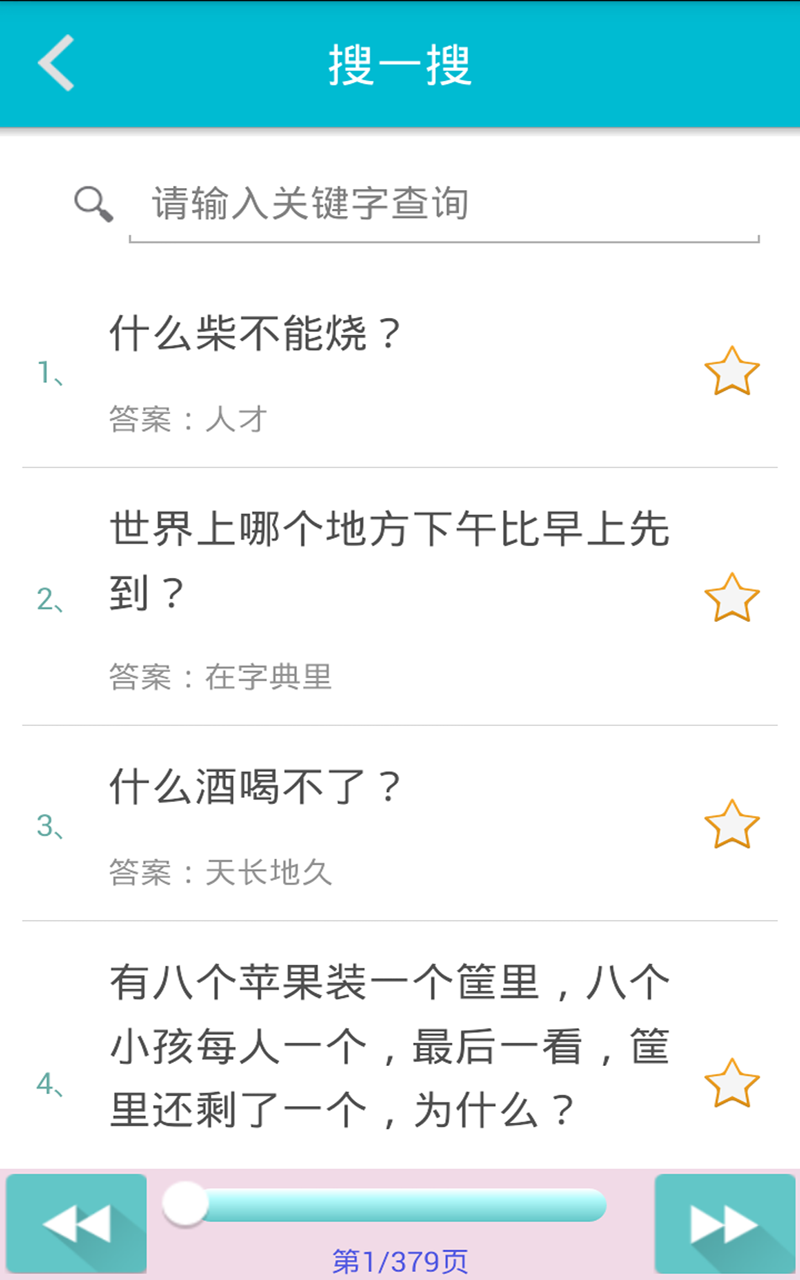 搜一搜
请输入关键字查询
什么柴不能烧？
1、
答案：人才
世界上哪个地方下午比早上先
到？
2、
答案：在字典里
什么酒喝不了？
3、
答案：天长地久
有八个苹果装一个筐里，八个
小孩每人一个，最后一看，筐
4、
里还剩了一个，为什么？
第1/379页